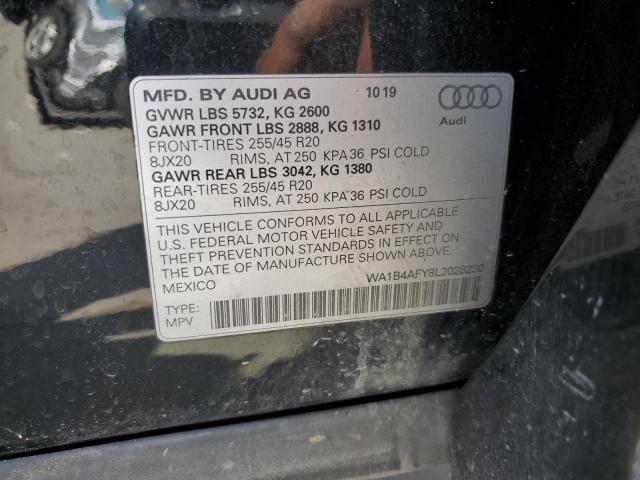 MFD. BY AUDI AG 10 19
GVWR LBS 5732, KG 2600
GAWR FRONT LBS 2888, KG 1310
FRONT-TIRES 255/45 R20
8JX20 RIMS, AT 250 KPA 36 PSI COLD
GAWR REAR LBS 3042, KG 1380
REAR-TIRES 255/45 R20
8JX20 RIMS, AT 250 KPA 36 PSI COLD
Audi
THIS VEHICLE CONFORMS TO ALL APPLICABLE
U.S. FEDERAL MOTOR VEHICLE SAFETY AND
THEFT PREVENTION STANDARDS IN EFFECT ON
THE DATE OF MANUFACTURE SHOWN ABOVE.
MEXICO WA1B4AFY8L2026230
TYPE:
MPV